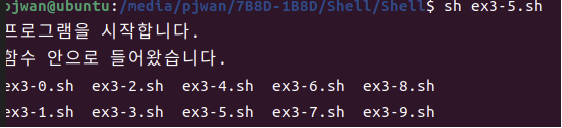 pjwan@ubuntu:/media/pjwan/7B8D-1B8D/Shell/Shell$ sh ex3-5.sh
프로그램을 시작합니다.
함수 안으로 들어왔습니다.
ex3-0.sh ex3-2.sh ex3-4.sh ex3-6.sh ex3-8.sh
ex3-1.sh ex3-3.sh ex3-5.sh ex3-7.sh ex3-9.sh